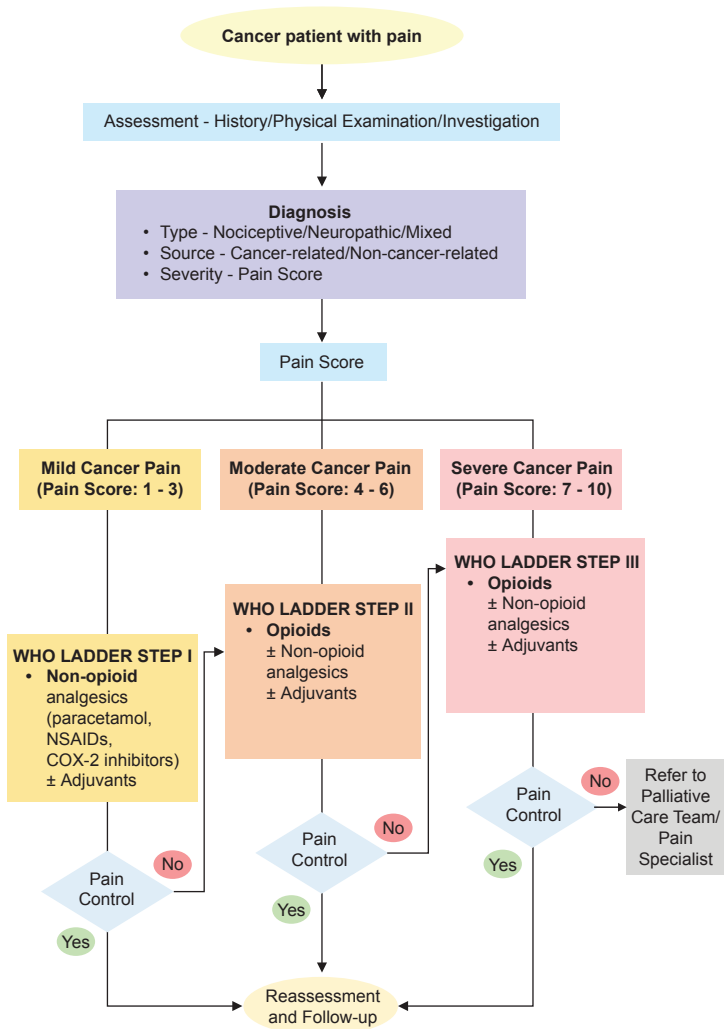 Cancer patient with pain
Assessment - History/Physical Examination/Investigation
Diagnosis
• Type - Nociceptive/Neuropathic/Mixed
• Source - Cancer-related/Non-cancer-related
• Severity - Pain Score
Pain Score
Mild Cancer Pain
(Pain Score: 1 - 3)
Moderate Cancer Pain
(Pain Score: 4 - 6)
Severe Cancer Pain
(Pain Score: 7 - 10)
WHO LADDER STEP I
• Non-opioid
analgesics
(paracetamol,
NSAIDs,
COX-2 inhibitors)
± Adjuvants
WHO LADDER STEP II
• Opioids
± Non-opioid
analgesics
± Adjuvants
WHO LADDER STEP III
• Opioids
± Non-opioid
analgesics
± Adjuvants
Pain
Control
No
Yes
Pain
Control
No
Yes
Pain
Control
No
Yes
Refer to
Palliative
Care Team/
Pain
Specialist
Reassessment
and Follow-up